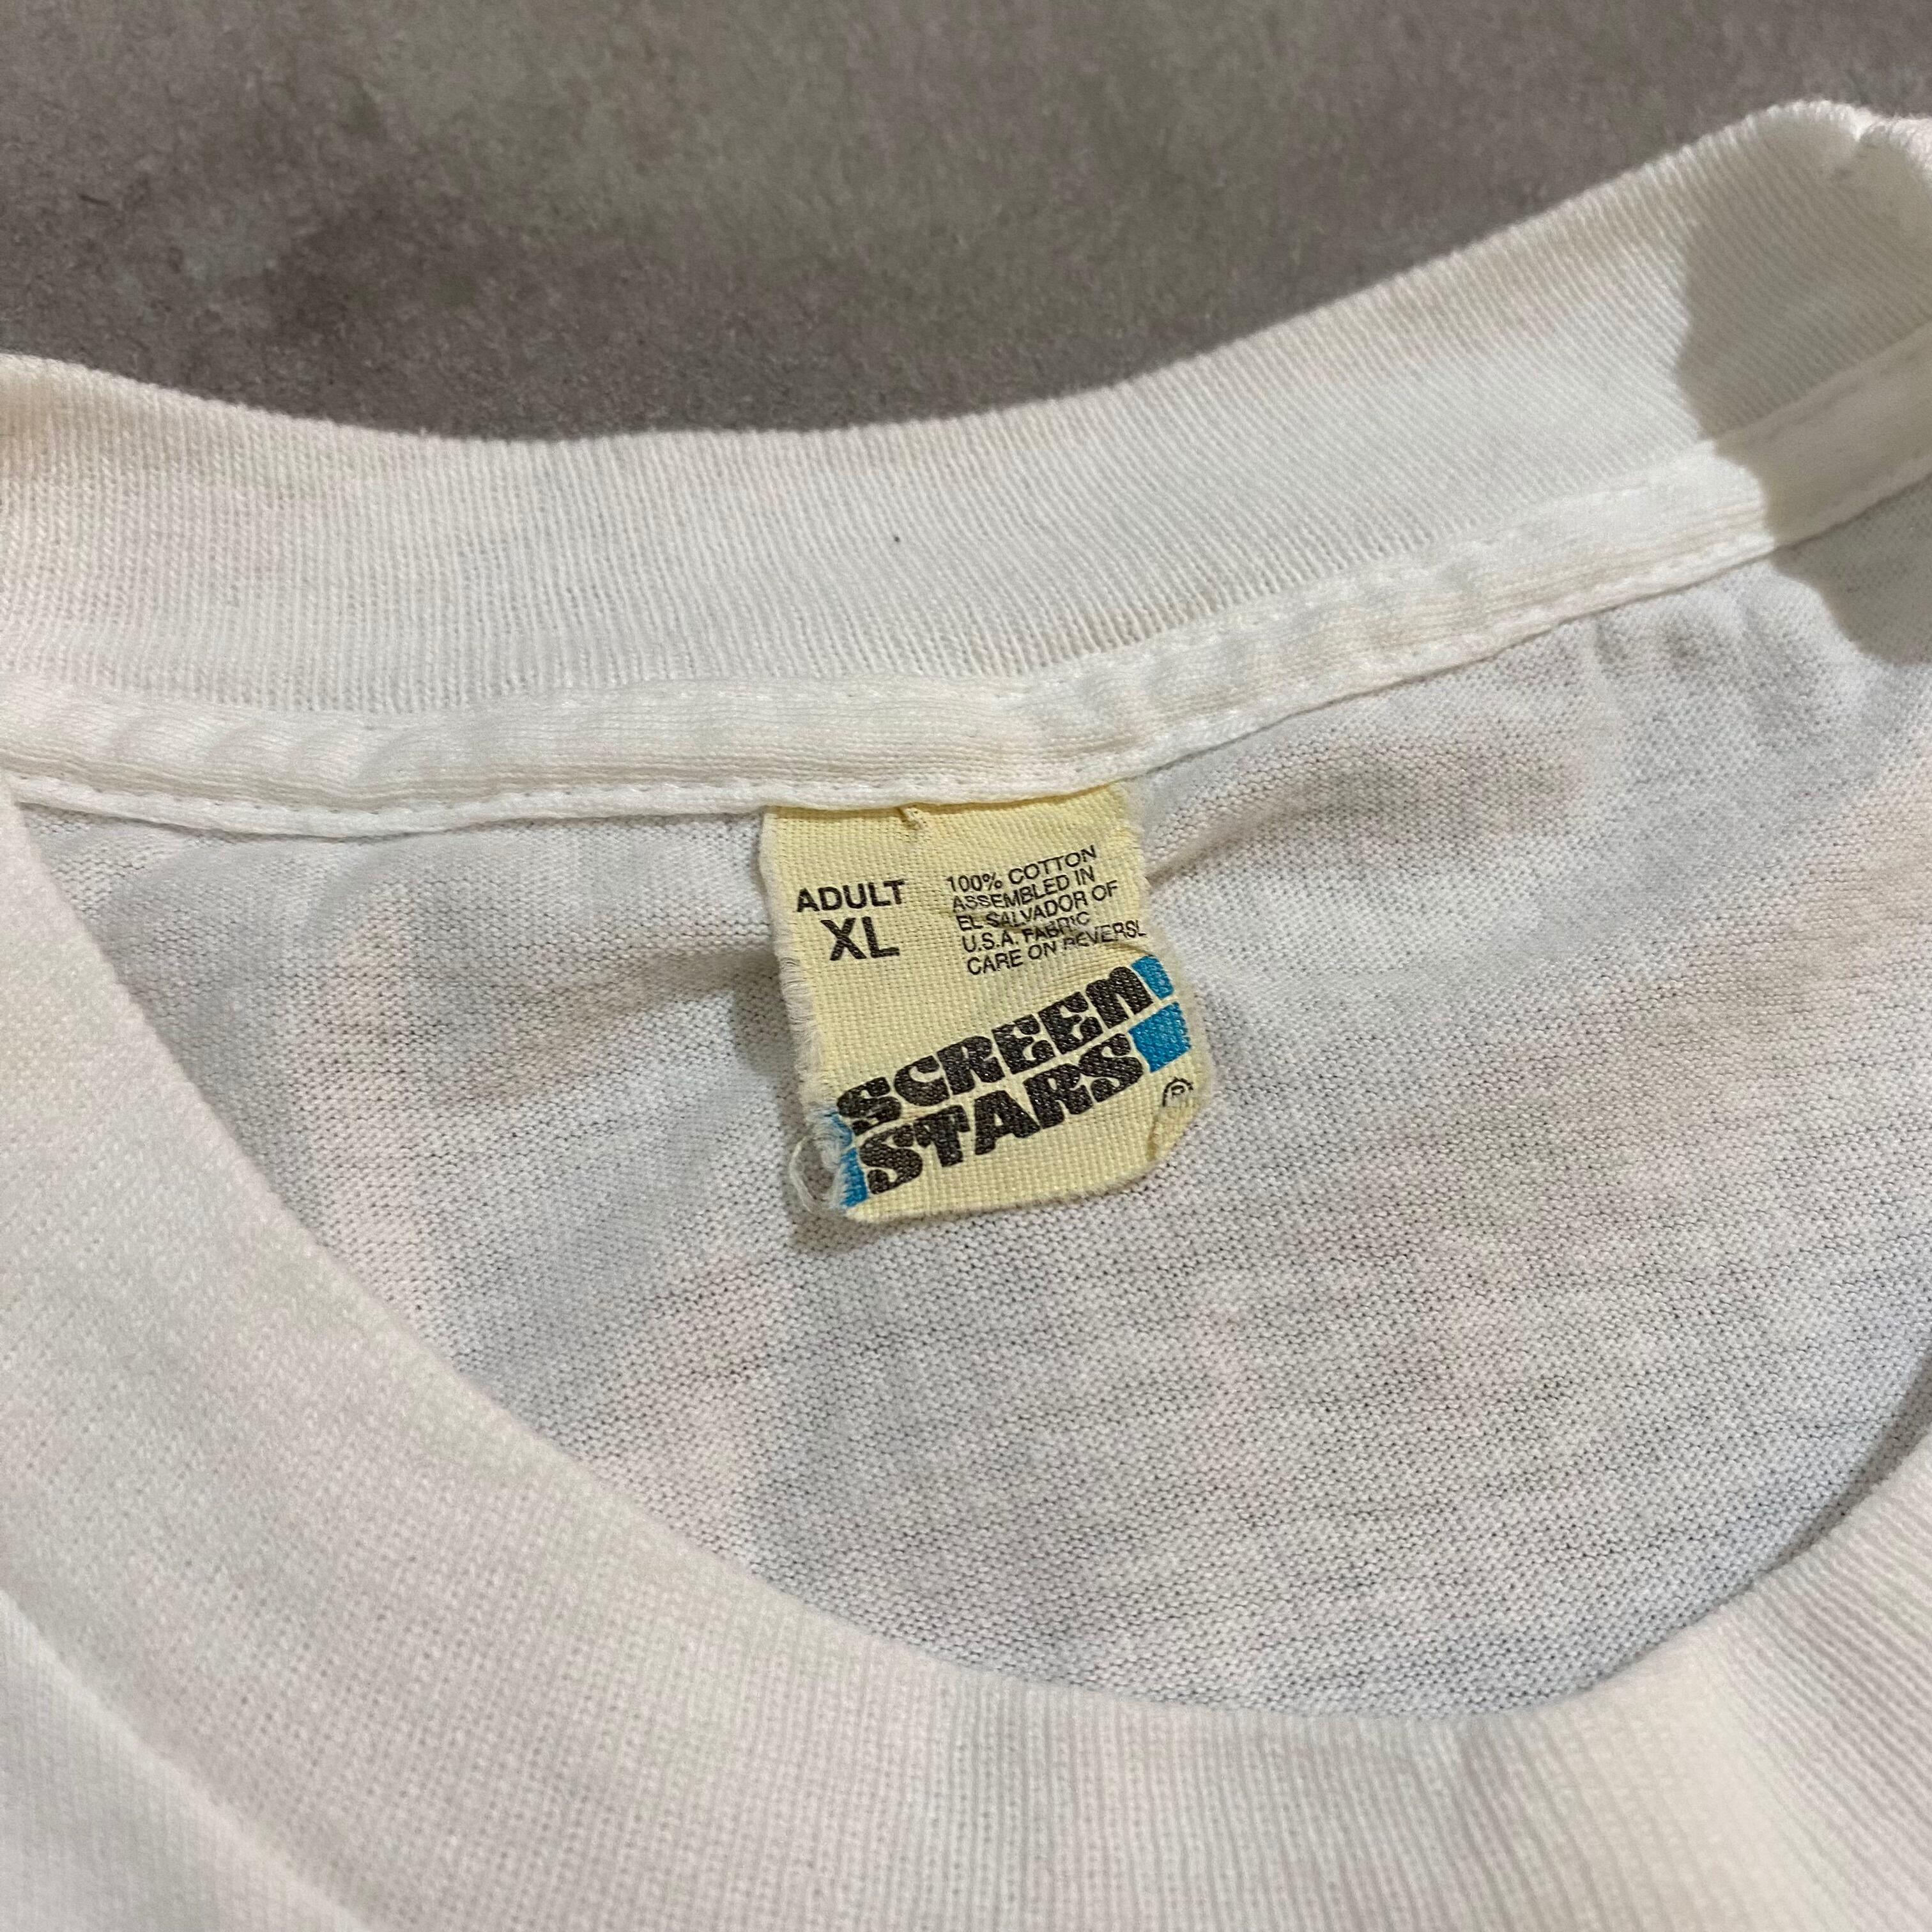 ADULT
XL
100% COTTON
ASSEMBLED IN
EL SALVADOR OF
U.S.A. FABRIC
CARE ON REVERSE
SCREEN
STARS
®